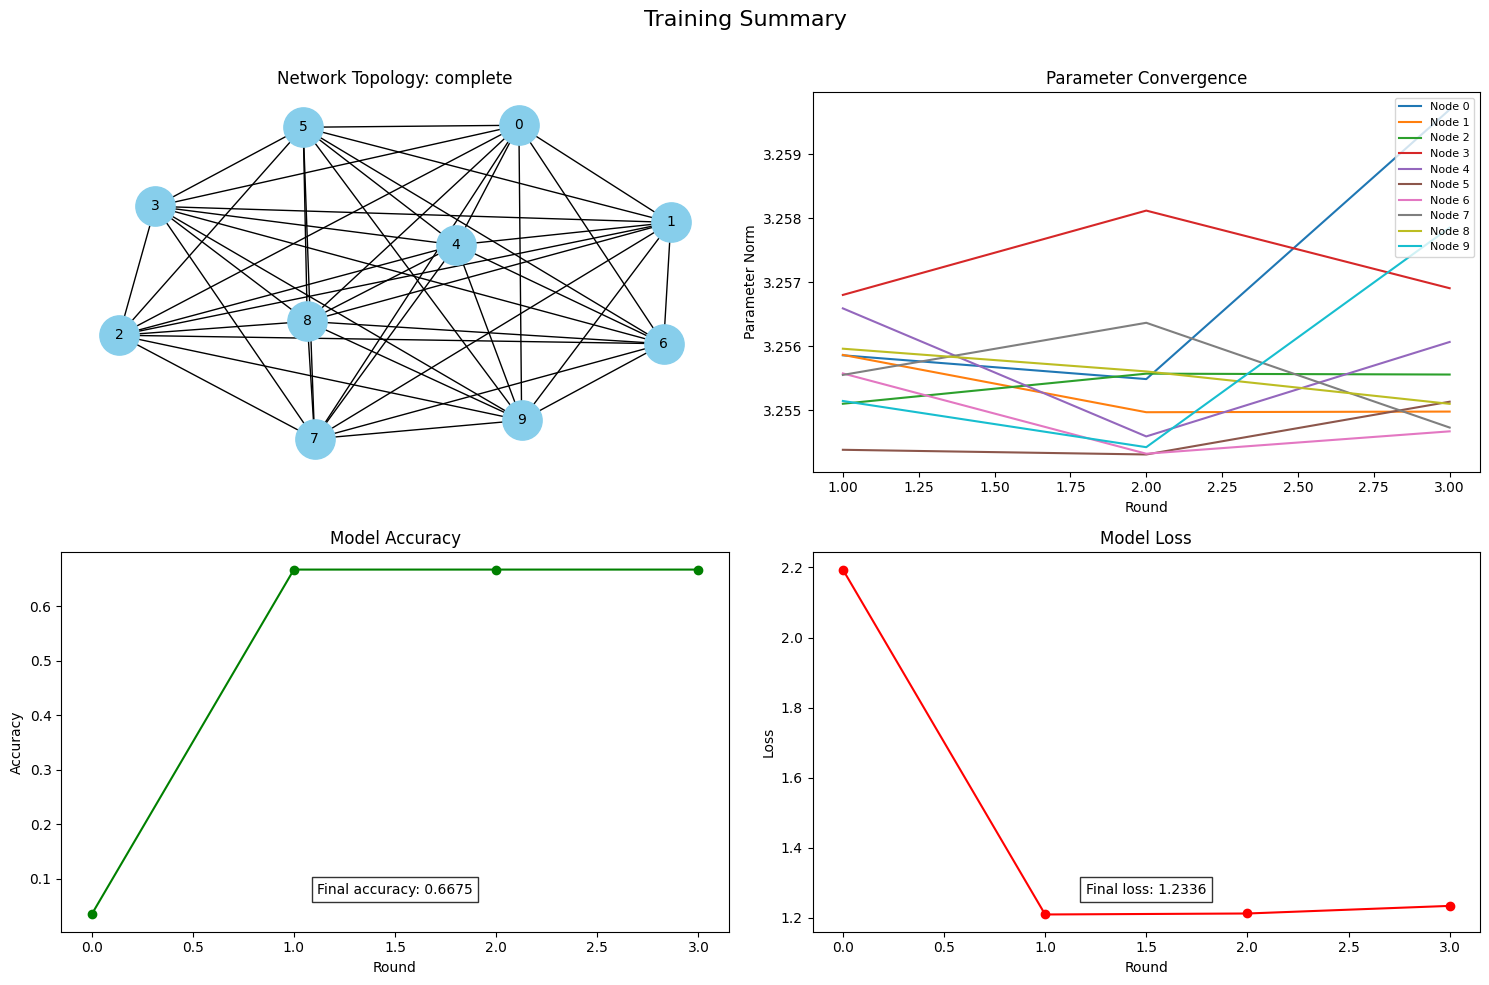 Training Summary
Network Topology: complete
5
0
3
1
4
8
2
6
9
7
Parameter Convergence
Node 0
Node 1
Node 2
Node 3
Node 4
Node 5
Node 6
Node 7
Node 8
Node 9
3.259
3.258
3.257
3.256
3.255
Parameter Norm
1.00 1.25 1.50 1.75 2.00 2.25 2.50 2.75 3.00
Round
Model Accuracy
0.6
0.5
0.4
0.3
0.2
0.1
Accuracy
Final accuracy: 0.6675
0.0 0.5 1.0 1.5 2.0 2.5 3.0
Round
Model Loss
2.2
2.0
1.8
1.6
1.4
1.2
Loss
Final loss: 1.2336
0.0 0.5 1.0 1.5 2.0 2.5 3.0
Round